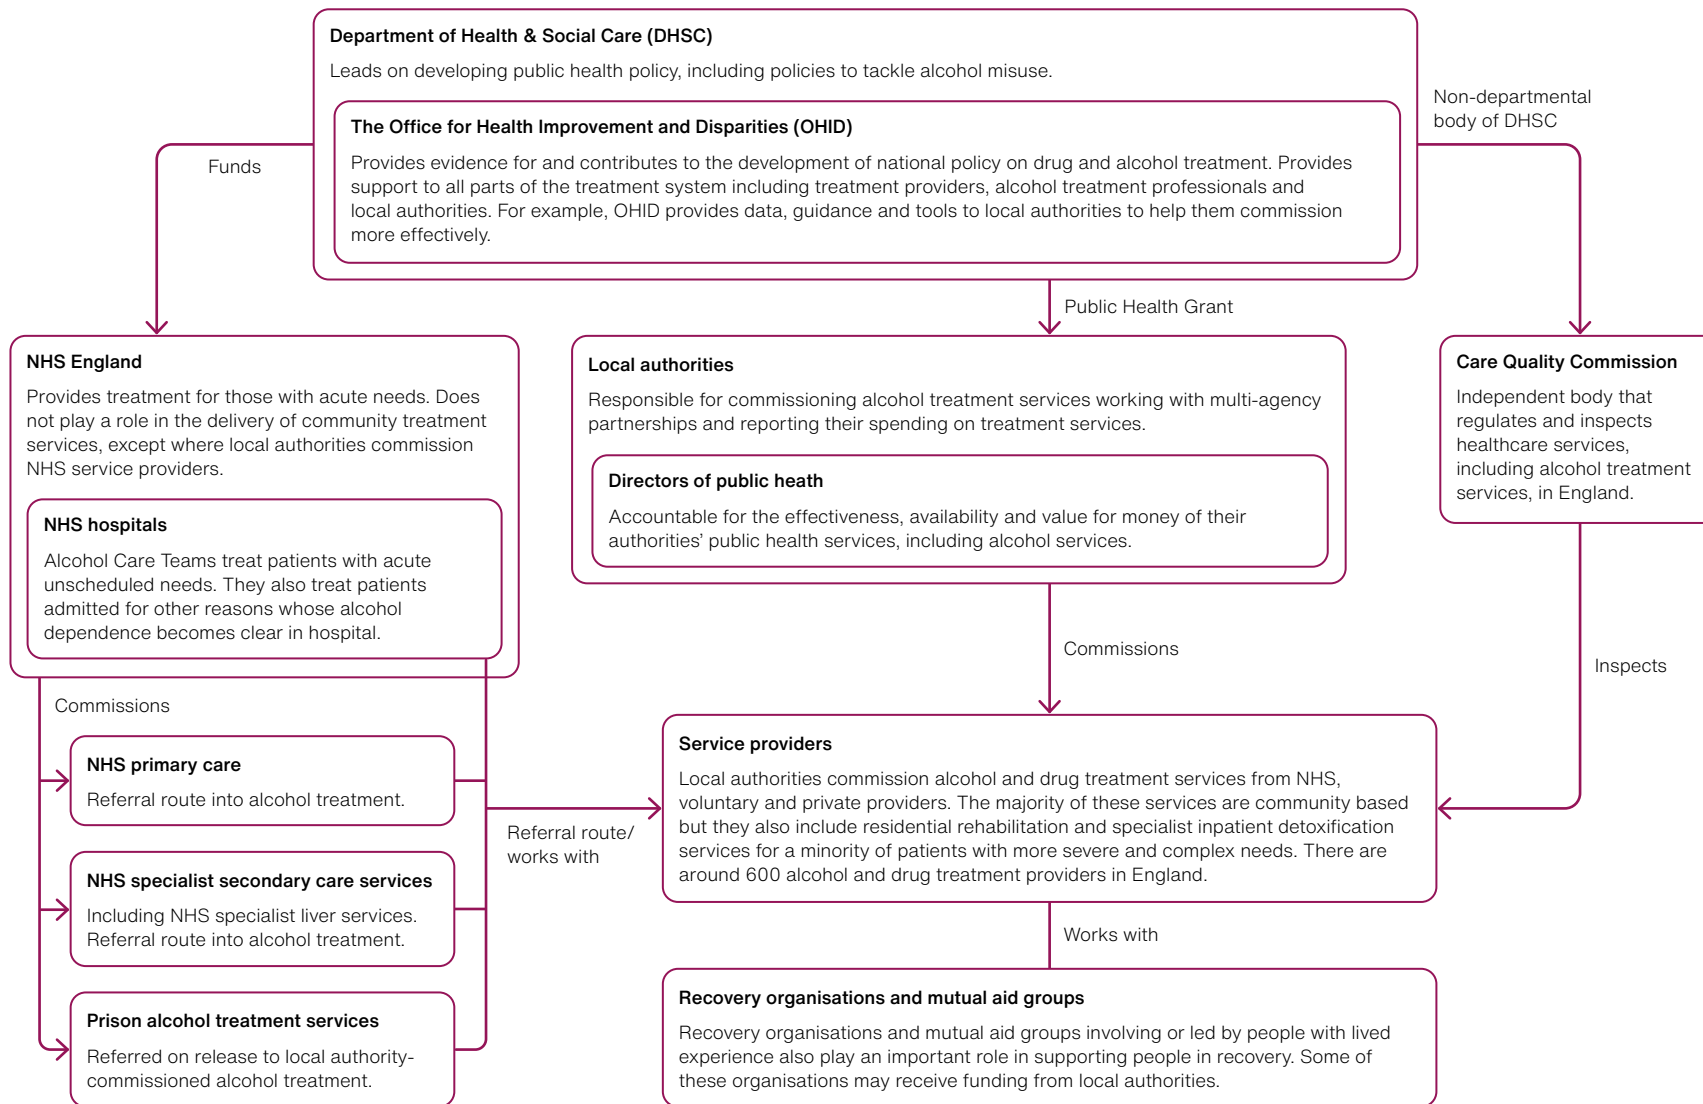 Department of Health & Social Care (DHSC)
Leads on developing public health policy, including policies to tackle alcohol misuse.
The Office for Health Improvement and Disparities (OHID)
Provides evidence for and contributes to the development of national policy on drug and alcohol treatment. Provides
support to all parts of the treatment system including treatment providers, alcohol treatment professionals and
local authorities. For example, OHID provides data, guidance and tools to local authorities to help them commission
more effectively.
Non-departmental
body of DHSC
Funds
Public Health Grant
NHS England
Provides treatment for those with acute needs. Does
not play a role in the delivery of community treatment
services, except where local authorities commission
NHS service providers.
NHS hospitals
Alcohol Care Teams treat patients with acute
unscheduled needs. They also treat patients
admitted for other reasons whose alcohol
dependence becomes clear in hospital.
Local authorities
Responsible for commissioning alcohol treatment services working with multi-agency
partnerships and reporting their spending on treatment services.
Directors of public heath
Accountable for the effectiveness, availability and value for money of their
authorities' public health services, including alcohol services.
Care Quality Commission
Independent body that
regulates and inspects
healthcare services,
including alcohol treatment
services, in England.
Commissions
Commissions
Inspects
NHS primary care
Referral route into alcohol treatment.
NHS specialist secondary care services
Including NHS specialist liver services.
Referral route into alcohol treatment.
Prison alcohol treatment services
Referred on release to local authority-
commissioned alcohol treatment.
Referral route/
works with
Service providers
Local authorities commission alcohol and drug treatment services from NHS,
voluntary and private providers. The majority of these services are community based
but they also include residential rehabilitation and specialist inpatient detoxification
services for a minority of patients with more severe and complex needs. There are
around 600 alcohol and drug treatment providers in England.
Works with
Recovery organisations and mutual aid groups
Recovery organisations and mutual aid groups involving or led by people with lived
experience also play an important role in supporting people in recovery. Some of
these organisations may receive funding from local authorities.